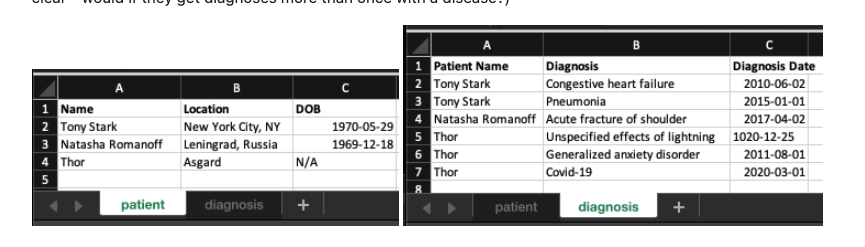 clear - would if they get diagnoses more than once with a disease?)
A B C
1 Name Location DOB
2 Tony Stark New York City, NY 1970-05-29
3 Natasha Romanoff Leningrad, Russia 1969-12-18
4 Thor Asgard N/A
5
patient diagnosis +
A B C
1 Patient Name Diagnosis Diagnosis Date
2 Tony Stark Congestive heart failure 2010-06-02
3 Tony Stark Pneumonia 2015-01-01
4 Natasha Romanoff Acute fracture of shoulder 2017-04-02
5 Thor Unspecified effects of lightning 1020-12-25
6 Thor Generalized anxiety disorder 2011-08-01
7 Thor Covid-19 2020-03-01
8
patient diagnosis +